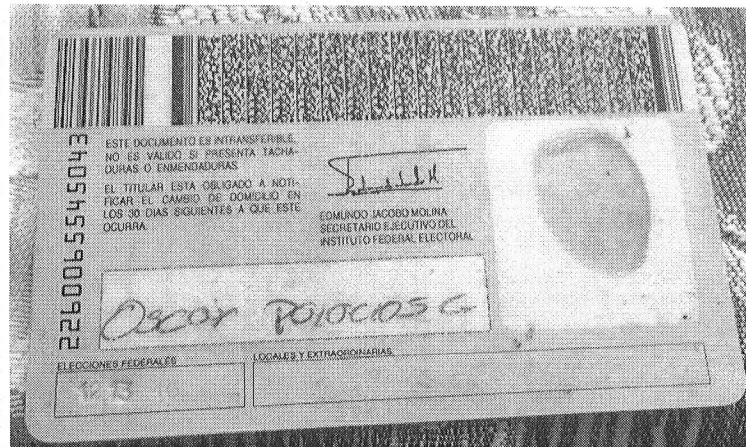 2260065545043
ESTE DOCUMENTO ES INTRANSFERIBLE.
NO ES VALIDO SI PRESENTA TACHA-
DURAS O ENMENDADURAS
EL TITULAR ESTA OBLIGADO A NOTI-
FICAR EL CAMBIO DE DOMICILIO EN
LOS 30 DIAS SIGUIENTES A QUE ESTE
OCURRA.
EDMUNDO JACOBO MOLINA
SECRETARIO EJECUTIVO DEL
INSTITUTO FEDERAL ELECTORAL
Oscar Palacios G
ELECCIONES FEDERALES
LOCALES Y EXTRAORDINARIAS